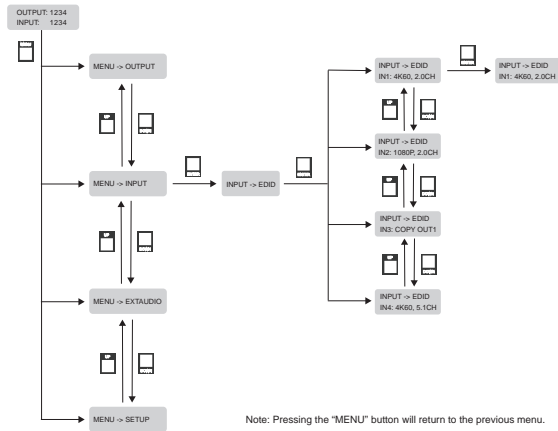 OUTPUT: 1234
INPUT: 1234
MENU -> OUTPUT
MENU -> INPUT
MENU -> EXTAUDIO
MENU -> SETUP
INPUT -> EDID
INPUT -> EDID
IN1: 4K60, 2.0CH
INPUT -> EDID
IN2: 1080P, 2.0CH
INPUT -> EDID
IN3: COPY OUT1
INPUT -> EDID
IN4: 4K60, 5.1CH
INPUT -> EDID
IN1: 4K60, 2.0CH
Note: Pressing the “MENU” button will return to the previous menu.